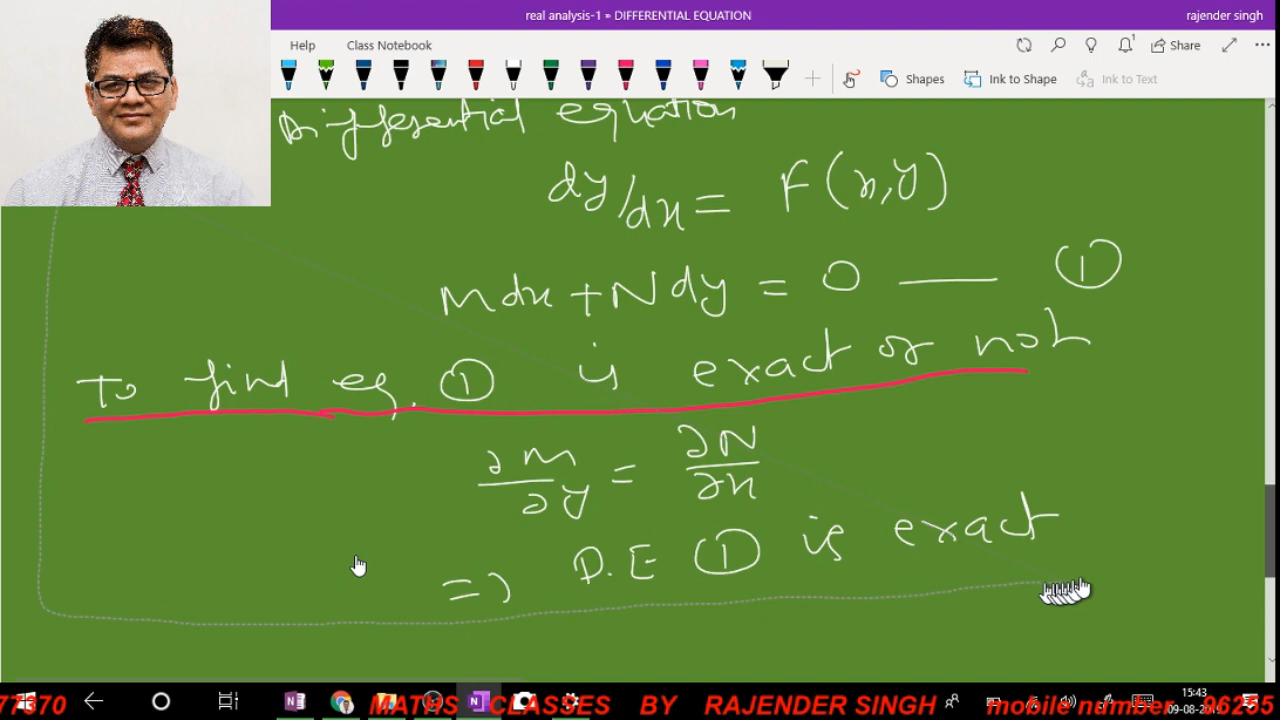 real analysis-1 » DIFFERENTIAL EQUATION
rajender singh
Help Class Notebook
Share
Shapes Ink to Shape Ink to Text
Differential equation
dy/dx = F(x,y)
Mdx + Ndy = 0 —— ①
To find eq. ① is exact or not
∂M/∂y = ∂N/∂x
=> D.E ① is exact
15:43
77370 MATHS CLASSES BY RAJENDER SINGH mobile number 96255